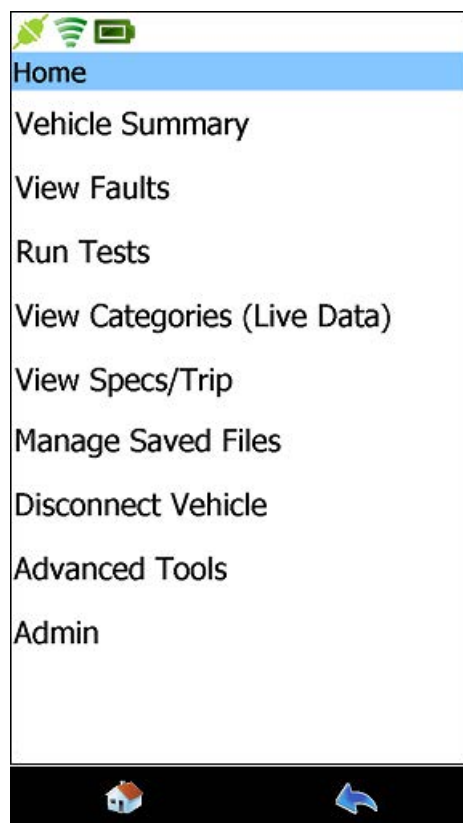 Home
Vehicle Summary
View Faults
Run Tests
View Categories (Live Data)
View Specs/Trip
Manage Saved Files
Disconnect Vehicle
Advanced Tools
Admin